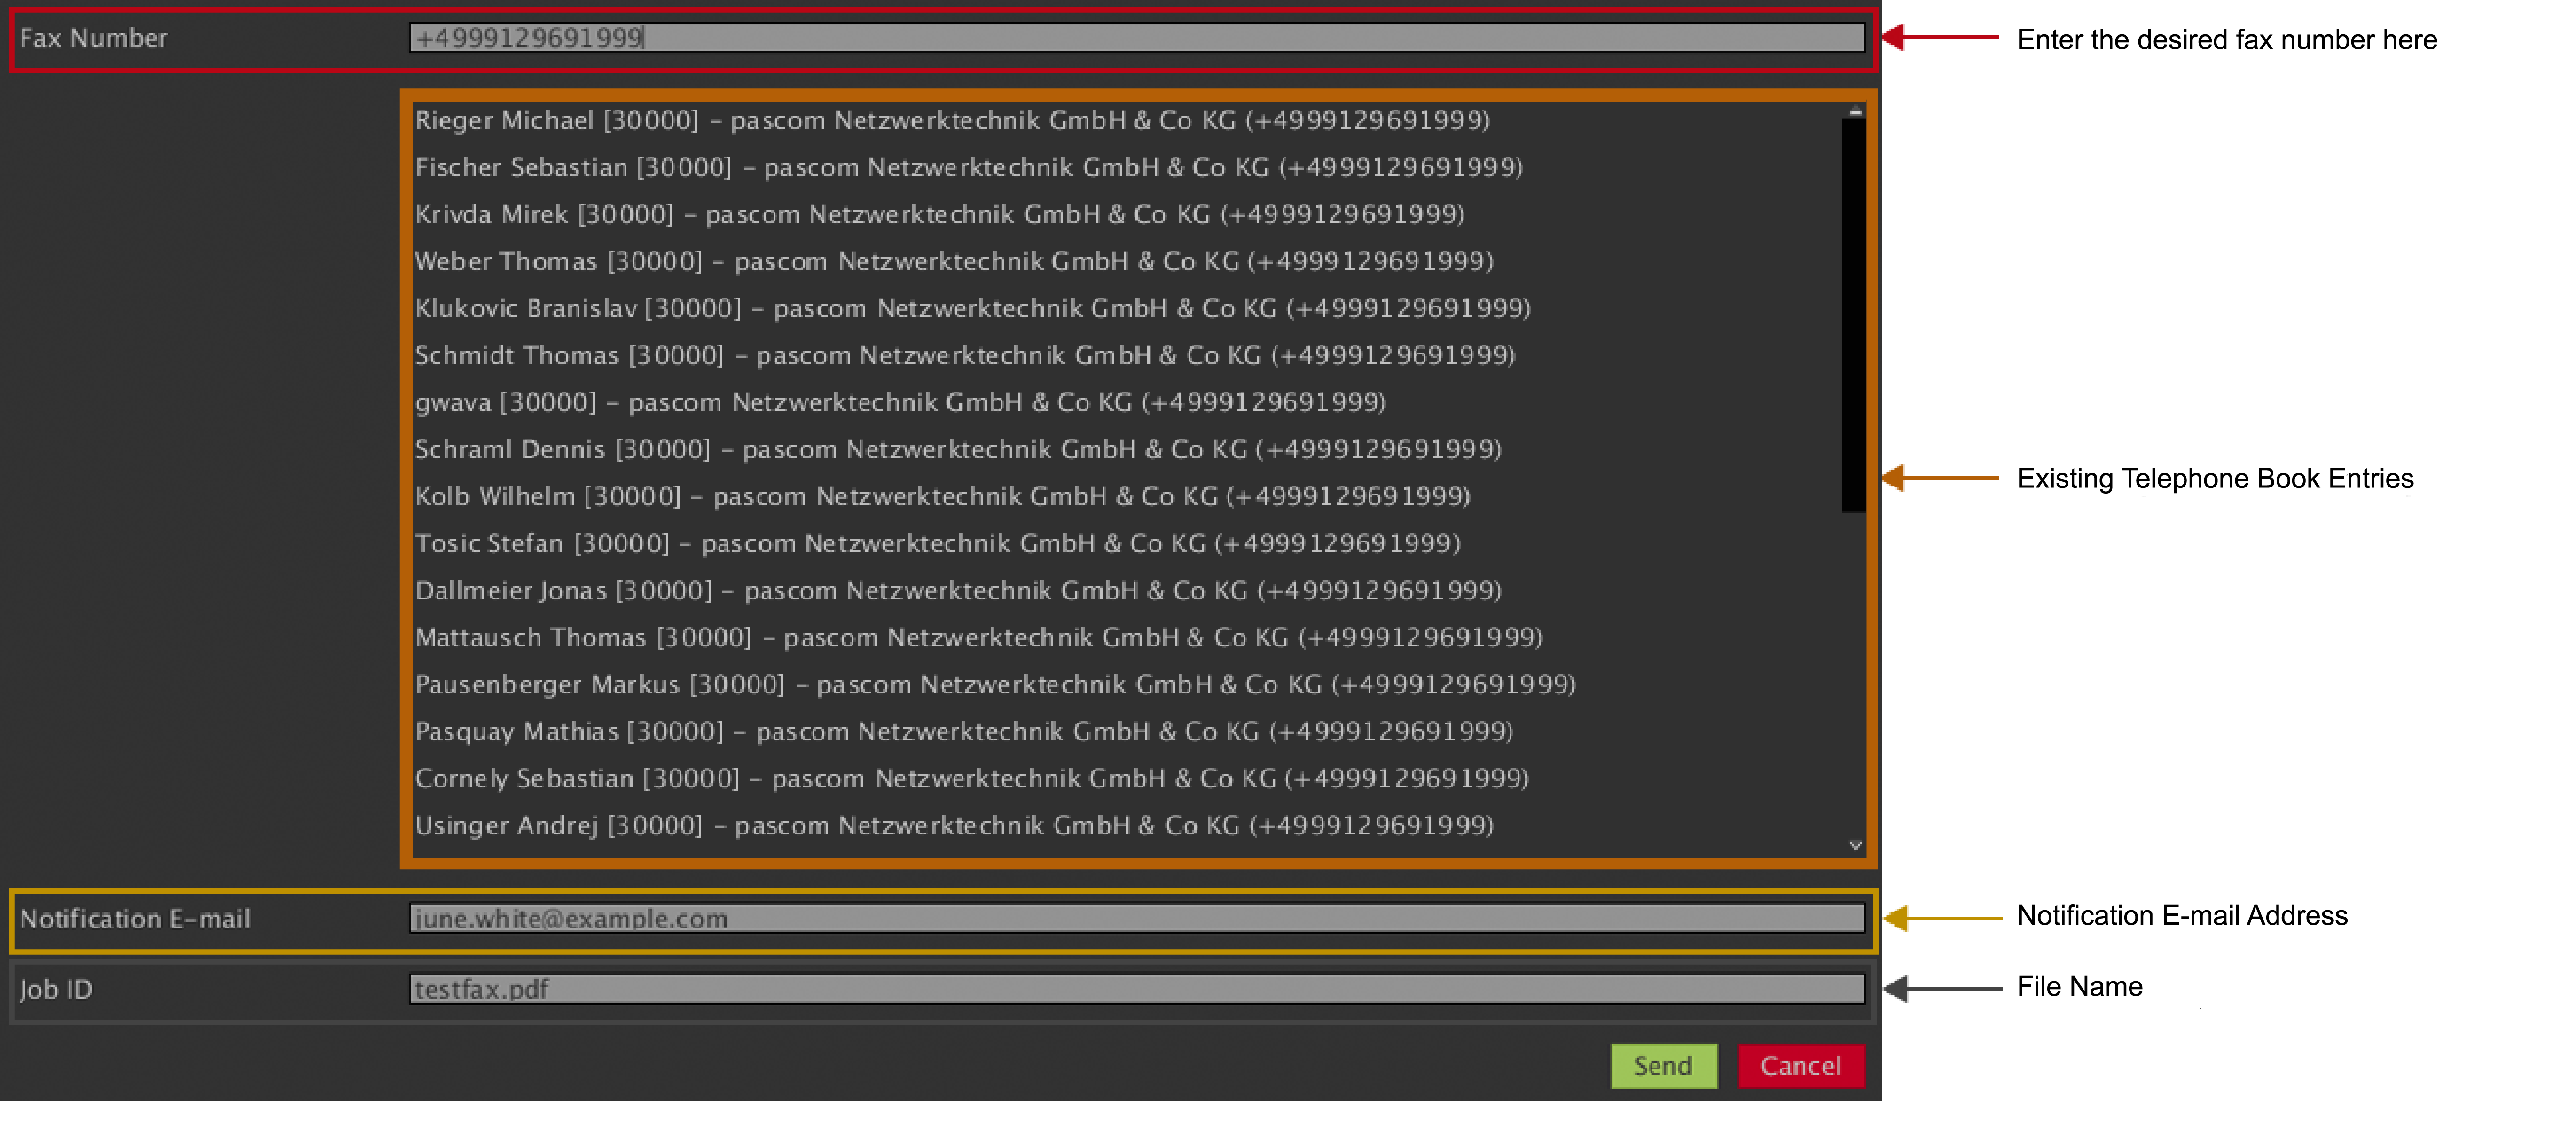 Fax Number +4999129691999 Enter the desired fax number here
Rieger Michael [30000] – pascom Netzwerktechnik GmbH & Co KG (+4999129691999)
Fischer Sebastian [30000] – pascom Netzwerktechnik GmbH & Co KG (+4999129691999)
Krivda Mirek [30000] – pascom Netzwerktechnik GmbH & Co KG (+4999129691999)
Weber Thomas [30000] – pascom Netzwerktechnik GmbH & Co KG (+4999129691999)
Klukovic Branislav [30000] – pascom Netzwerktechnik GmbH & Co KG (+4999129691999)
Schmidt Thomas [30000] – pascom Netzwerktechnik GmbH & Co KG (+4999129691999)
gwava [30000] – pascom Netzwerktechnik GmbH & Co KG (+4999129691999)
Schraml Dennis [30000] – pascom Netzwerktechnik GmbH & Co KG (+4999129691999)
Existing Telephone Book Entries
Kolb Wilhelm [30000] – pascom Netzwerktechnik GmbH & Co KG (+4999129691999)
Tosic Stefan [30000] – pascom Netzwerktechnik GmbH & Co KG (+4999129691999)
Dallmeier Jonas [30000] – pascom Netzwerktechnik GmbH & Co KG (+4999129691999)
Mattausch Thomas [30000] – pascom Netzwerktechnik GmbH & Co KG (+4999129691999)
Pausenberger Markus [30000] – pascom Netzwerktechnik GmbH & Co KG (+4999129691999)
Pasquay Mathias [30000] – pascom Netzwerktechnik GmbH & Co KG (+4999129691999)
Cornely Sebastian [30000] – pascom Netzwerktechnik GmbH & Co KG (+4999129691999)
Usinger Andrej [30000] – pascom Netzwerktechnik GmbH & Co KG (+4999129691999)
Notification E-mail june.white@example.com Notification E-mail Address
Job ID testfax.pdf File Name
Send Cancel